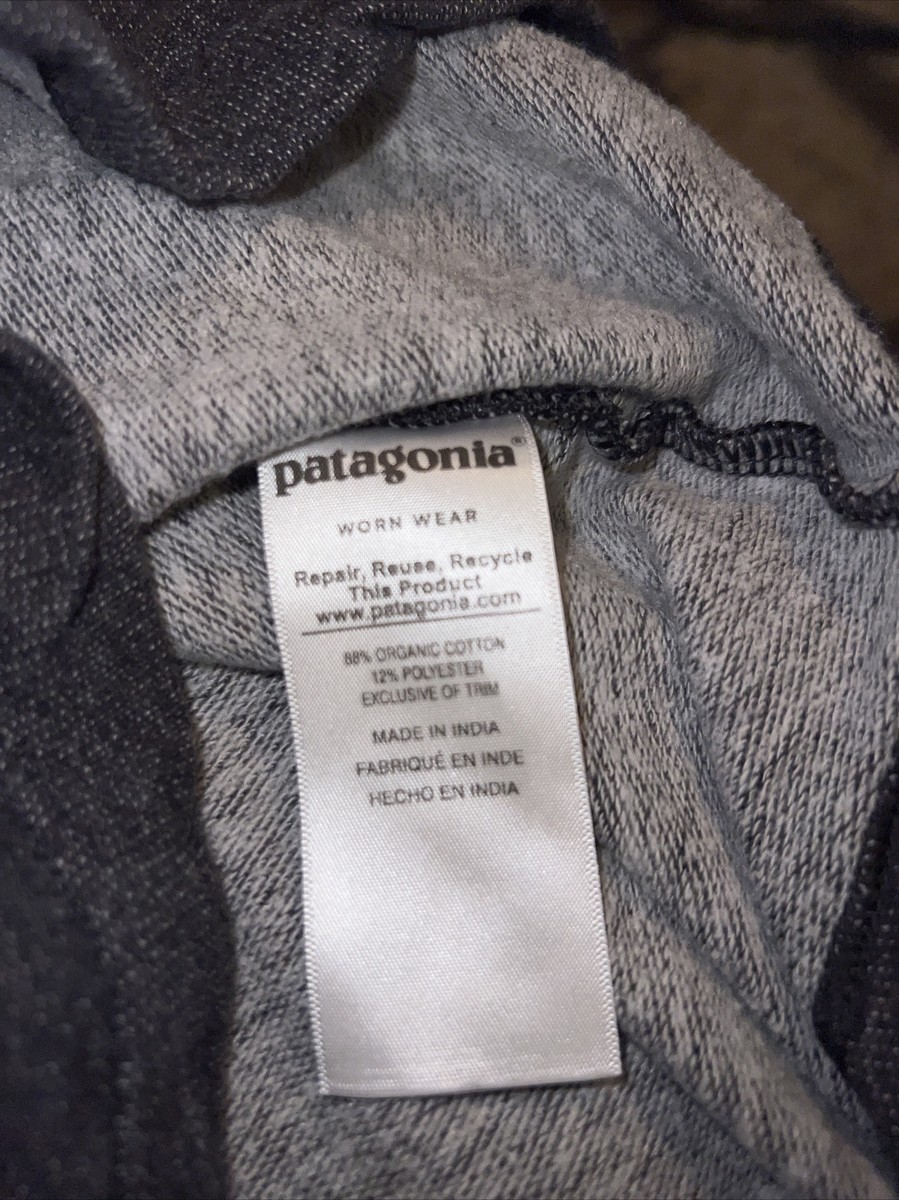 patagonia®
WORN WEAR
Repair, Reuse, Recycle
This Product
www.patagonia.com
88% ORGANIC COTTON
12% POLYESTER
EXCLUSIVE OF TRIM
MADE IN INDIA
FABRIQUÉ EN INDE
HECHO EN INDIA